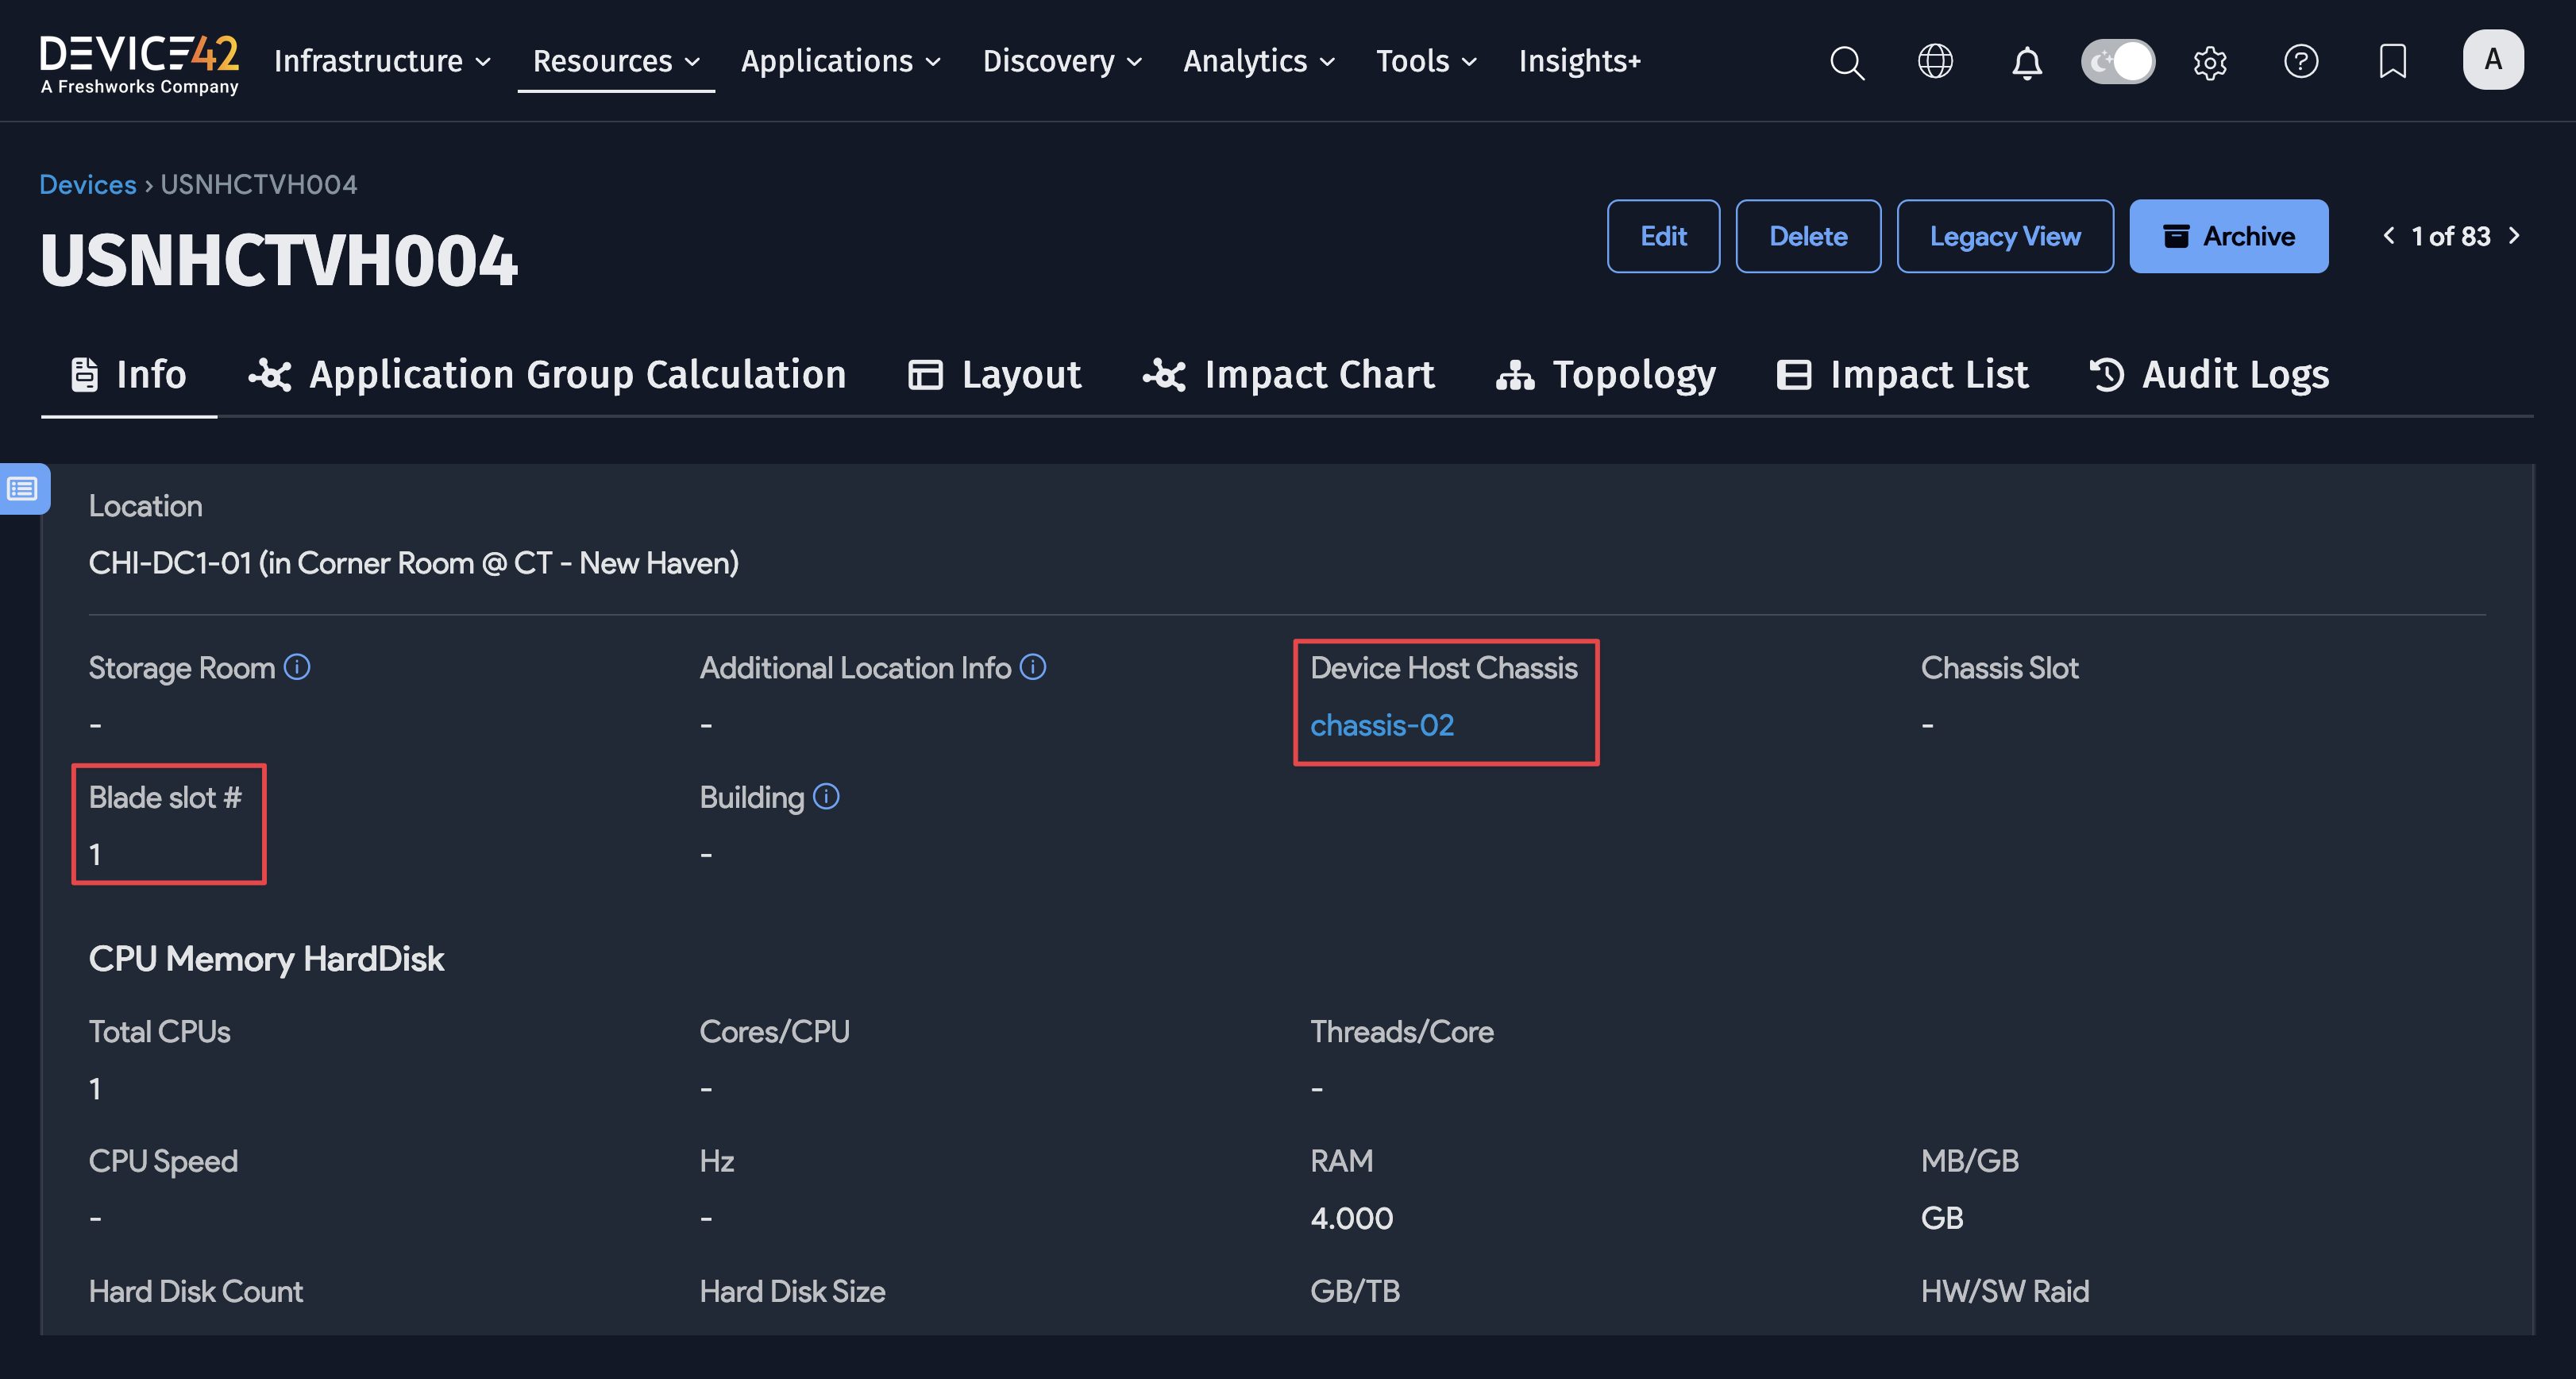 DEVICE42
A Freshworks Company
Infrastructure
Resources
Applications
Discovery
Analytics
Tools
Insights+
A
Devices › USNHCTVH004
USNHCTVH004
Edit
Delete
Legacy View
Archive
1 of 83
Info
Application Group Calculation
Layout
Impact Chart
Topology
Impact List
Audit Logs
Location
CHI-DC1-01 (in Corner Room @ CT - New Haven)
Storage Room
Additional Location Info
Device Host Chassis
Chassis Slot
-
-
chassis-02
-
Blade slot #
Building
1
-
CPU Memory HardDisk
Total CPUs
Cores/CPU
Threads/Core
1
-
-
CPU Speed
Hz
RAM
MB/GB
-
-
4.000
GB
Hard Disk Count
Hard Disk Size
GB/TB
HW/SW Raid